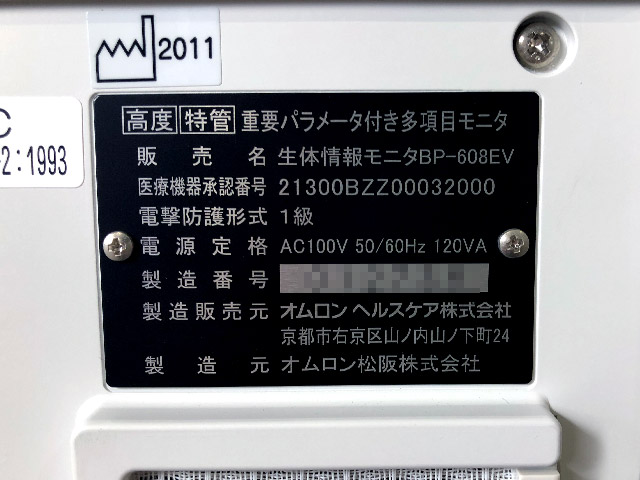 2011
C
2:1993
高度 特管 重要パラメータ付き多項目モニタ
販売名 生体情報モニタBP-608EV
医療機器承認番号 21300BZZ00032000
電撃防護形式 1級
電源定格 AC100V 50/60Hz 120VA
製造番号
製造販売元 オムロン ヘルスケア株式会社
京都市右京区山ノ内山ノ下町24
製造元 オムロン松阪株式会社